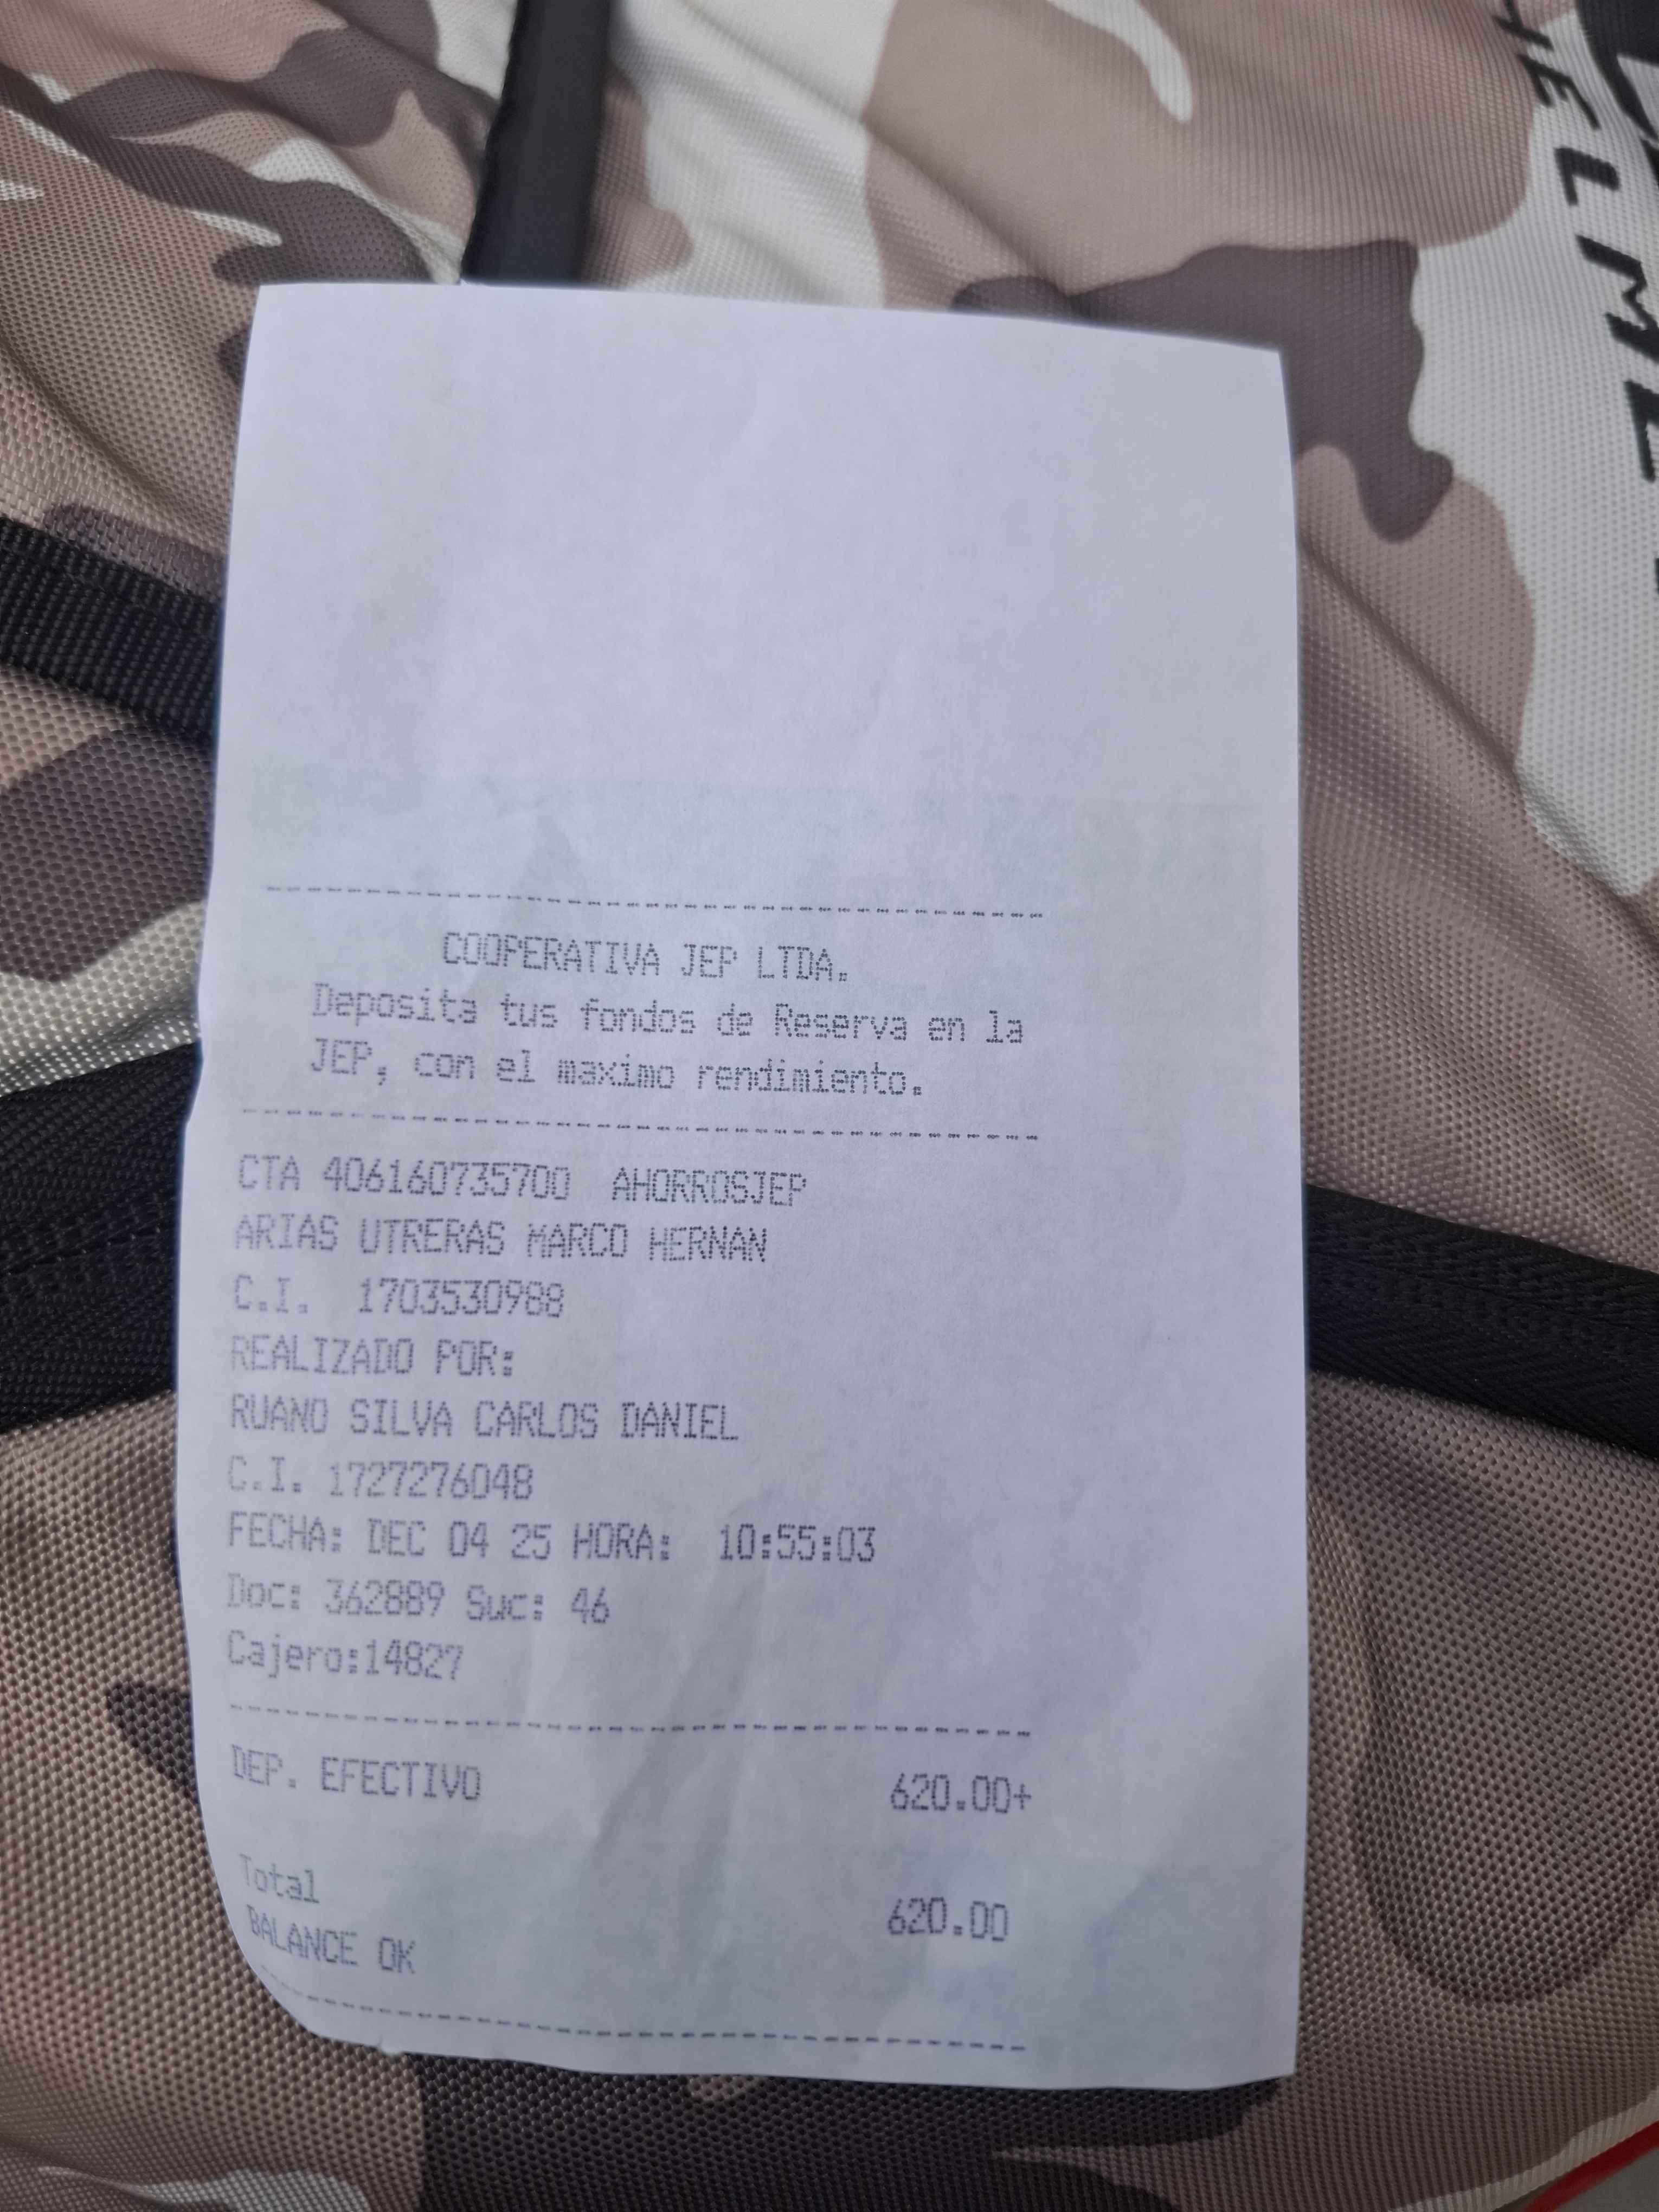 HELME
COOPERATIVA JEP LTDA.
Deposita tus fondos de Reserva en la
JEP, con el maximo rendimiento.
CTA 406160735700 AHORROSJEP
ARIAS UTRERAS MARCO HERNAN
C.I. 1703530988
REALIZADO POR:
RUANO SILVA CARLOS DANIEL
C.I. 1727276048
FECHA: DEC 04 25 HORA: 10:55:03
Doc: 362889 Suc: 46
Cajero:14827
DEP. EFECTIVO 620.00+
Total 620.00
BALANCE OK